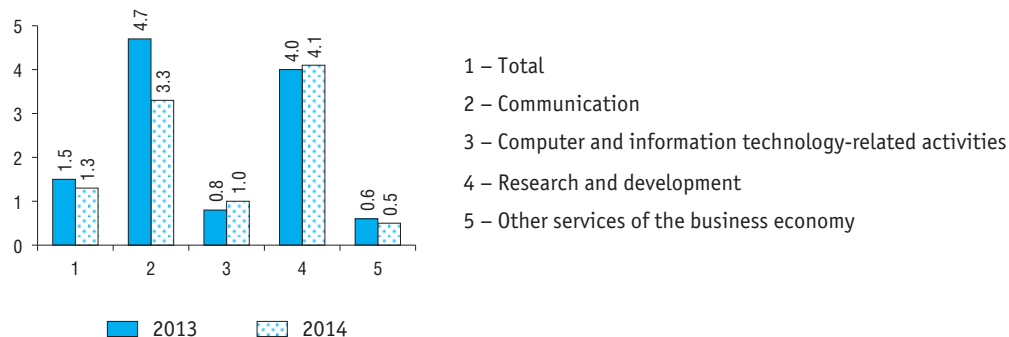 5
4
3
2
1
0
1.5
1.3
4.7
3.3
0.8
1.0
4.0
4.1
0.6
0.5
1 2 3 4 5
2013 2014
1 – Total
2 – Communication
3 – Computer and information technology-related activities
4 – Research and development
5 – Other services of the business economy